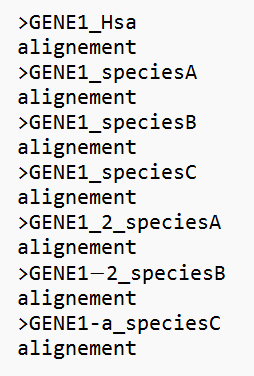 >GENE1_Hsa
alignement
>GENE1_speciesA
alignement
>GENE1_speciesB
alignement
>GENE1_speciesC
alignement
>GENE1_2_speciesA
alignement
>GENE1–2_speciesB
alignement
>GENE1-a_speciesC
alignement